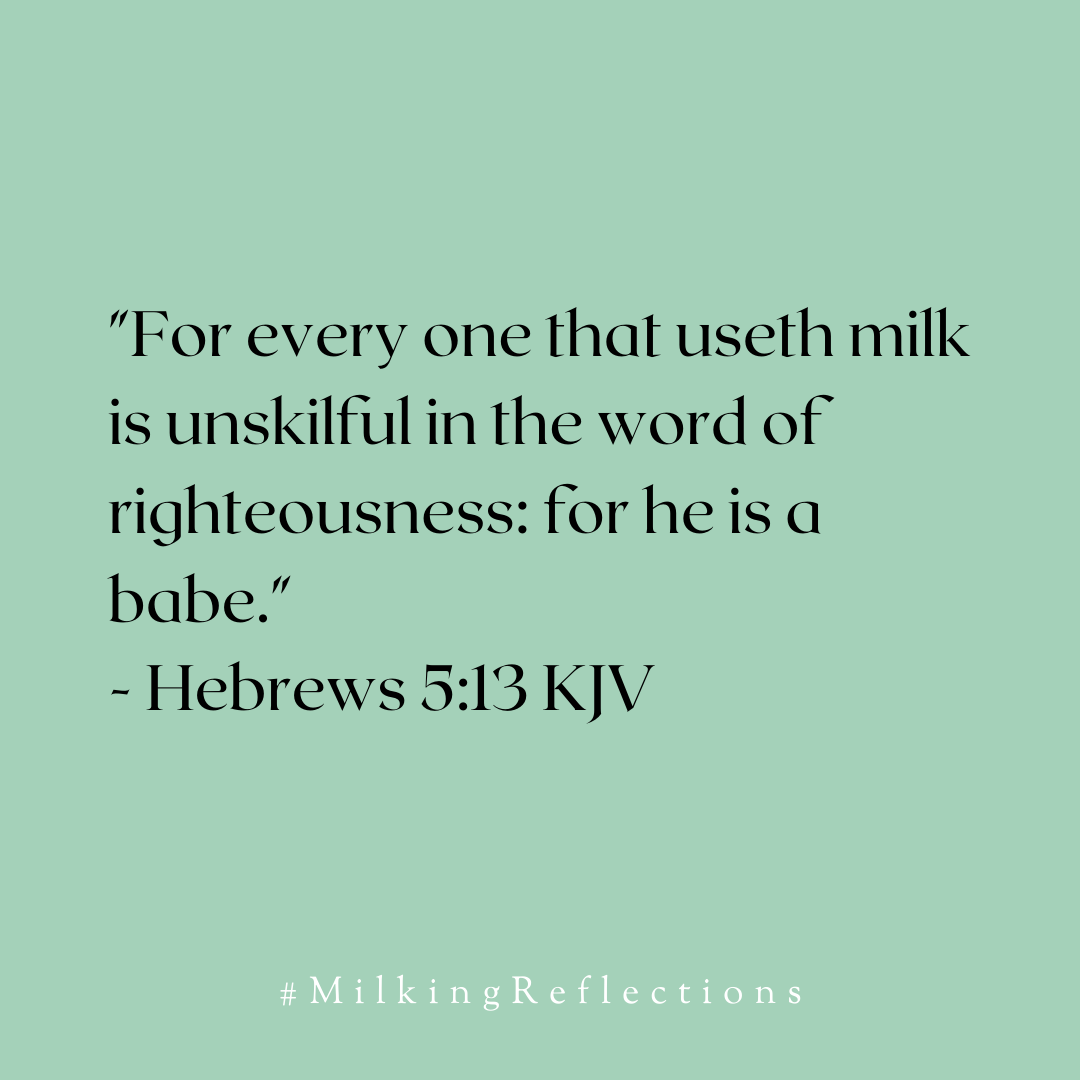 "For every one that useth milk
is unskilful in the word of
righteousness: for he is a
babe."
- Hebrews 5:13 KJV
#MilkingReflections